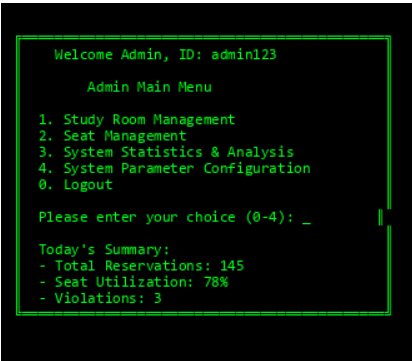 Welcome Admin, ID: admin123
Admin Main Menu
1. Study Room Management
2. Seat Management
3. System Statistics & Analysis
4. System Parameter Configuration
0. Logout
Please enter your choice (0-4): _
Today's Summary:
- Total Reservations: 145
- Seat Utilization: 78%
- Violations: 3